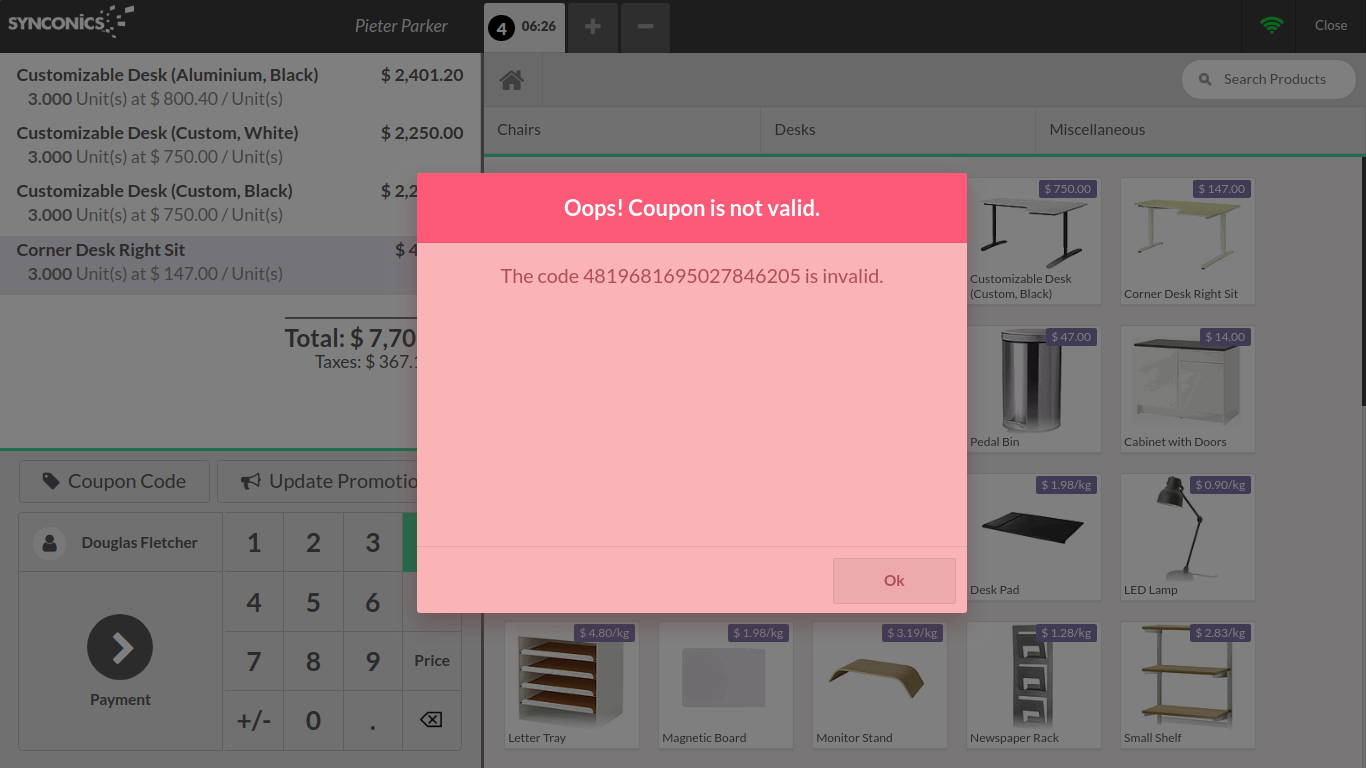 SYNCONICS
Pieter Parker
4 06:26
Close
Search Products
Chairs
Desks
Miscellaneous
Customizable Desk (Aluminium, Black) $ 2,401.20
3.000 Unit(s) at $ 800.40 / Unit(s)
Customizable Desk (Custom, White) $ 2,250.00
3.000 Unit(s) at $ 750.00 / Unit(s)
Customizable Desk (Custom, Black) $ 2,2
3.000 Unit(s) at $ 750.00 / Unit(s)
Corner Desk Right Sit $ 4
3.000 Unit(s) at $ 147.00 / Unit(s)
Total: $ 7,70
Taxes: $ 367.
Coupon Code
Update Promotio
Douglas Fletcher
Payment
1 2 3
4 5 6
7 8 9 Price
+/- 0 .
Oops! Coupon is not valid.
The code 4819681695027846205 is invalid.
Ok
$ 750.00
Customizable Desk
(Custom, Black)
$ 147.00
Corner Desk Right Sit
$ 47.00
Pedal Bin
$ 14.00
Cabinet with Doors
$ 1.98/kg
Desk Pad
$ 0.90/kg
LED Lamp
$ 4.80/kg
Letter Tray
$ 1.98/kg
Magnetic Board
$ 3.19/kg
Monitor Stand
$ 1.28/kg
Newspaper Rack
$ 2.83/kg
Small Shelf